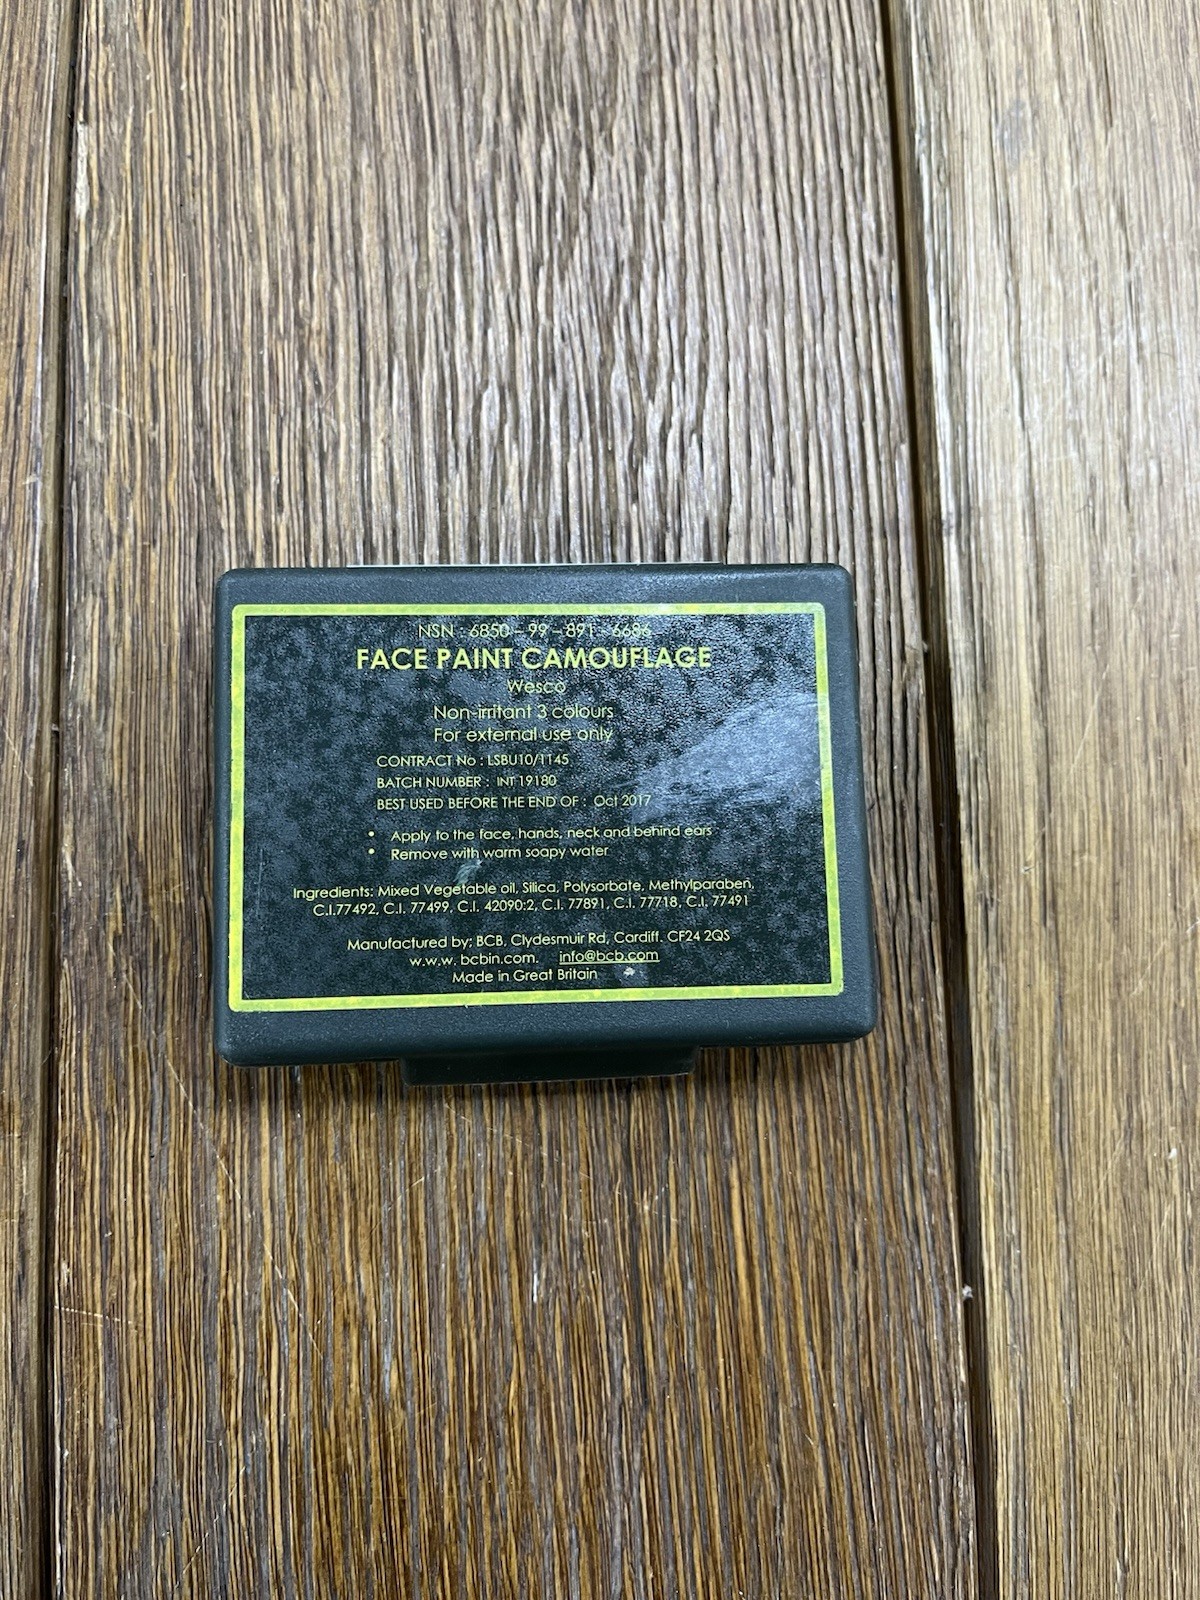 NSN : 6850 - 99 - 891 - 6686
FACE PAINT CAMOUFLAGE
Wesco
Non-irritant 3 colours
For external use only
CONTRACT No : LSBU10/1145
BATCH NUMBER : INT 19180
BEST USED BEFORE THE END OF : Oct 2017
• Apply to the face, hands, neck and behind ears
• Remove with warm soapy water
Ingredients: Mixed Vegetable oil, Silica, Polysorbate, Methylparaben,
C.I.77492, C.I. 77499, C.I. 42090:2, C.I. 77891, C.I. 77718, C.I. 77491
Manufactured by; BCB, Clydesmuir Rd, Cardiff. CF24 2QS
w.w.w. bcbin.com. info@bcb.com
Made in Great Britain